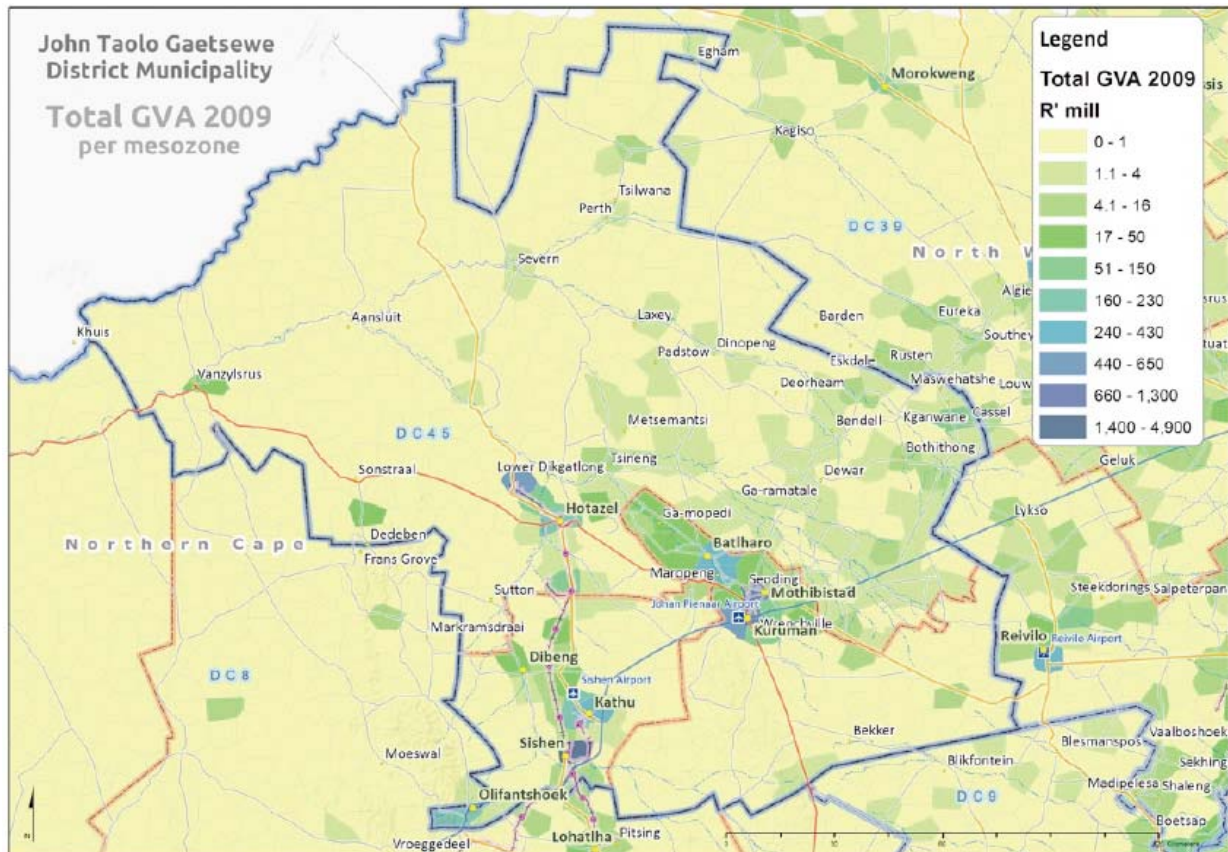 John Taolo Gaetsewe
District Municipality
Total GVA 2009
per mesozone
Legend
Total GVA 2009
R' mill
0 - 1
1.1 - 4
4.1 - 16
17 - 50
51 - 150
160 - 230
240 - 430
440 - 650
660 - 1,300
1,400 - 4,900
Egham
Morokweng
Kagiso
Tsilwana
Perth
DC39
North W
Severn
Algie
Eureka
Laxey
Barden
Southey
Khuis
Aansluit
Dinopeng
Padstow
Eskdale
Rusten
Vanzylsrus
Deorheam
Maswehatshe
Louw
Metsemantsi
Bendell
Kganwane
Cassel
DC45
Bothithong
Lower Dikgatlong
Tsineng
Geluk
Sonstraal
Dewar
Ga-ramatale
Hotazel
Ga-mopedi
Lykso
Dedeben
Northern Cape
Frans Grove
Batlharo
Maropeng
Seoding
Sutton
Mothibistad
Steekdorings
Salpeterpan
Johan Pienaar Airport
Wrenchville
Markramsdraai
Kuruman
Reivilo
Reivilo Airport
Dibeng
DC8
Sishen Airport
Kathu
Sishen
Bekker
Vaalboshoek
Moeswal
Blesmanspos
Blikfontein
Sekhing
Madipelesa
Shaleng
Olifantshoek
DC9
Boetsap
Vroeggedeel
Lohatlha
Pitsing